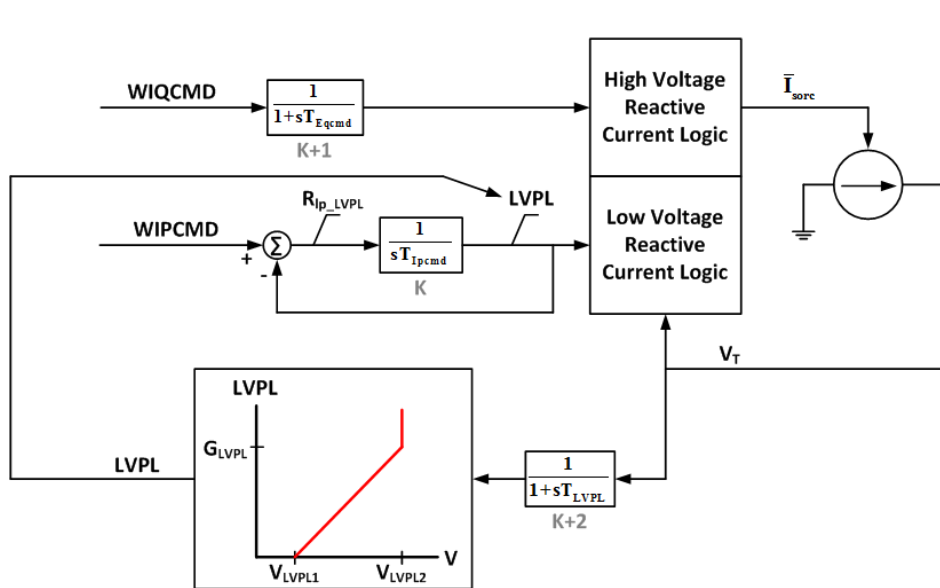 WIQCMD
1
1+sT_Eqcmd
K+1
High Voltage
Reactive
Current Logic
Ī_sorc
WIPCMD
+
-
Σ
R_Ip_LVPL
1
sT_Ipcmd
K
LVPL
Low Voltage
Reactive
Current Logic
V_T
LVPL
LVPL
G_LVPL
V_LVPL1
V_LVPL2
V
1
1+sT_LVPL
K+2